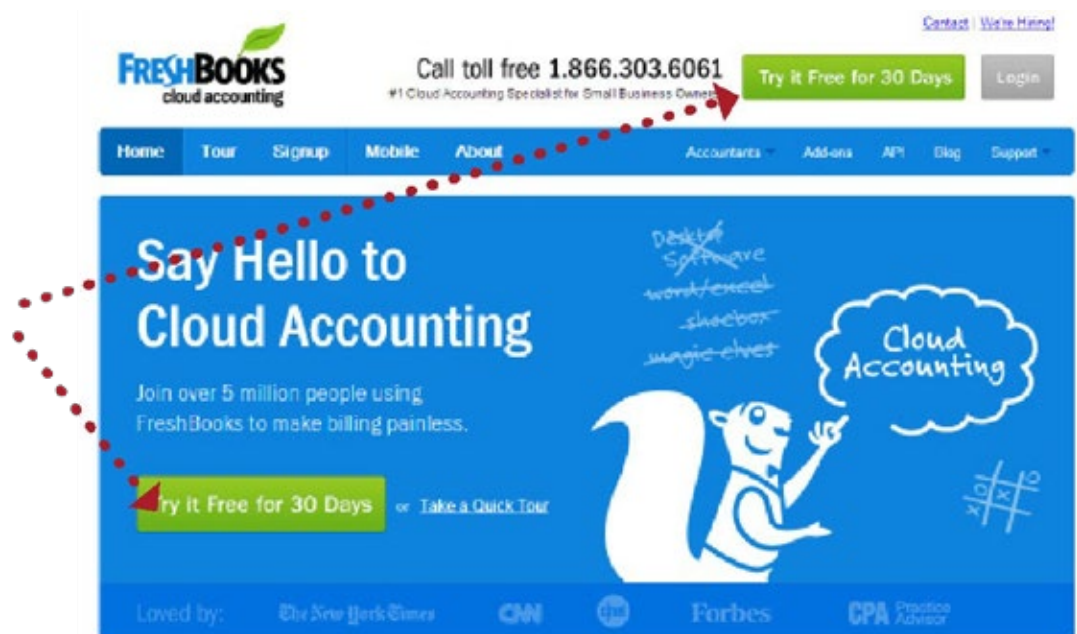 Contact | We're Hiring!
FRESHBOOKS
cloud accounting
Call toll free 1.866.303.6061
#1 Cloud Accounting Specialist for Small Business Owners
Try it Free for 30 Days
Login
Home Tour Signup Mobile About Accountants Add-ons API Blog Support
Say Hello to
Cloud Accounting
Join over 5 million people using
FreshBooks to make billing painless.
Try it Free for 30 Days or Take a Quick Tour
Desktop
Software
word/excel
shoebox
magic elves
Cloud
Accounting
o
x x
x o
Loved by: The New York Times CNN Forbes CPA Practice
Advisor